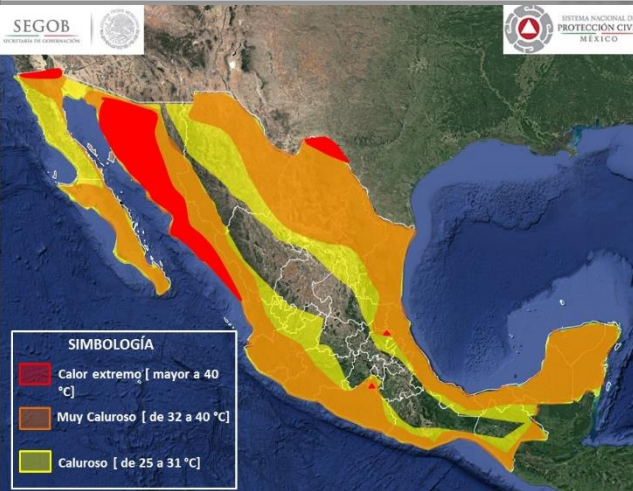 SEGOB
SECRETARÍA DE GOBERNACIÓN
SISTEMA NACIONAL DE
PROTECCIÓN CIVI
MÉXICO
SIMBOLOGÍA
Calor extremo [ mayor a 40
°C]
Muy Caluroso [ de 32 a 40 °C]
Caluroso [ de 25 a 31 °C]